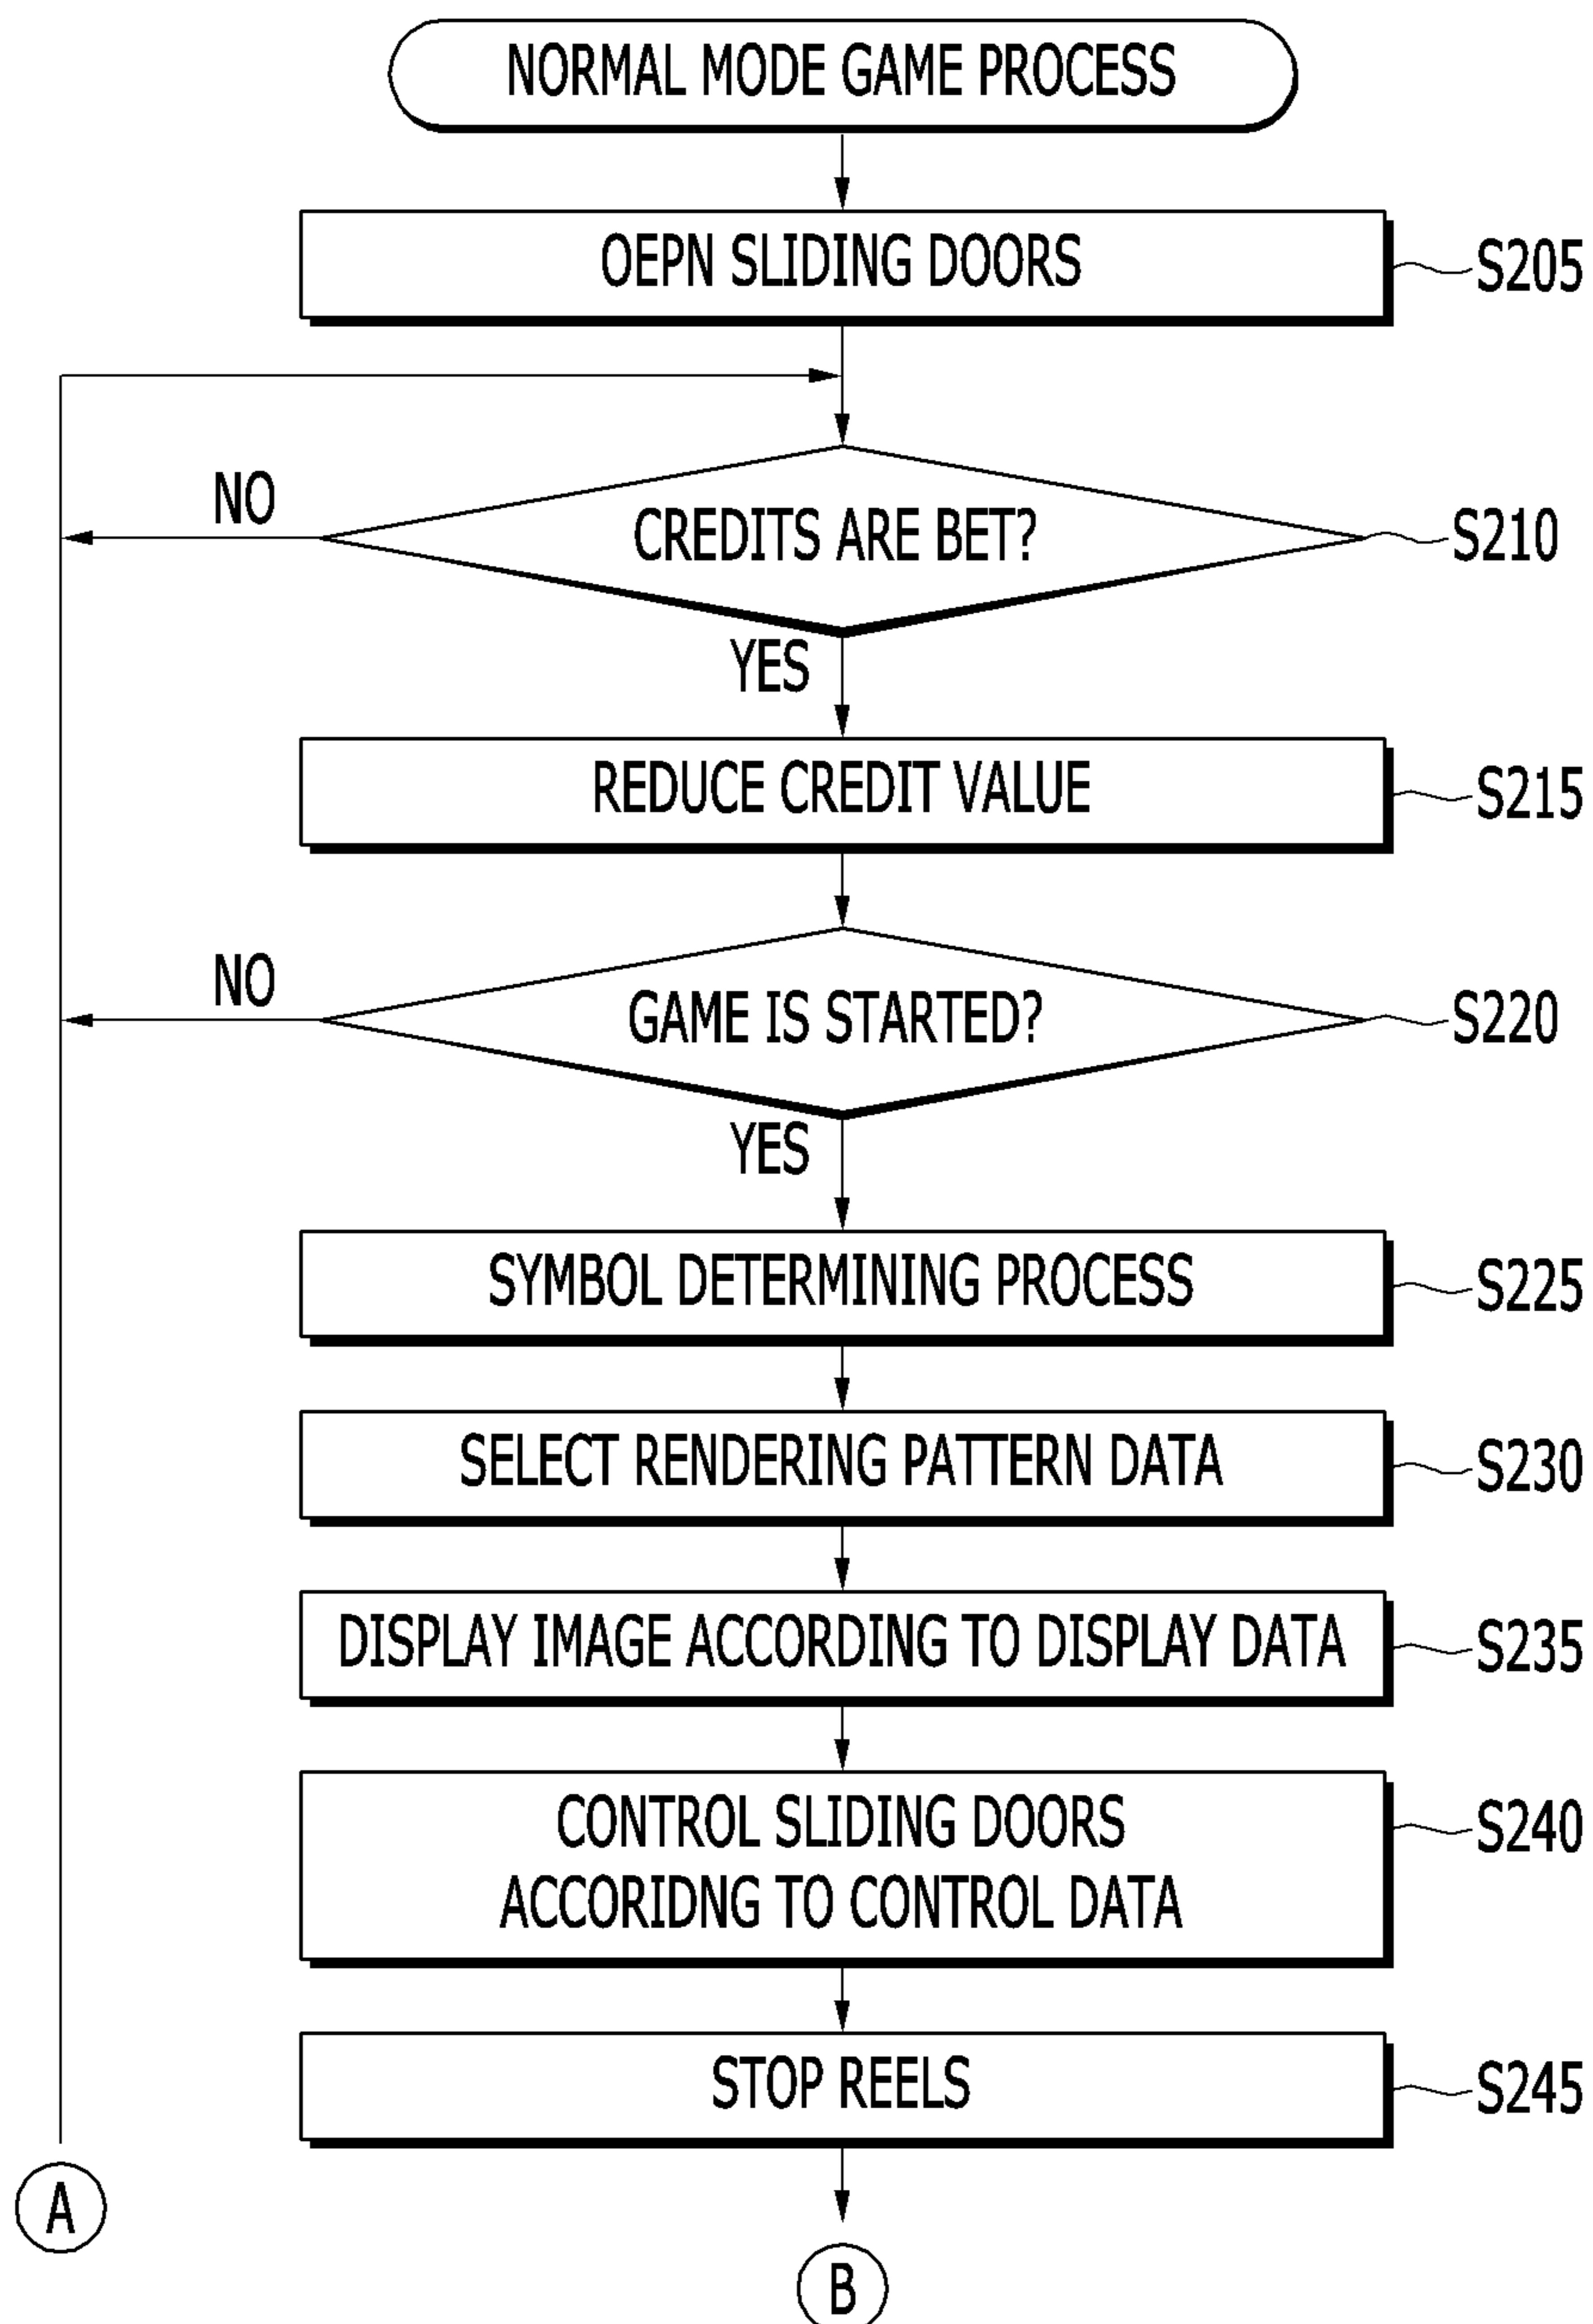 NORMAL MODE GAME PROCESS
OEPN SLIDING DOORS
S205
NO
CREDITS ARE BET?
S210
YES
REDUCE CREDIT VALUE
S215
NO
GAME IS STARTED?
S220
YES
SYMBOL DETERMINING PROCESS
S225
SELECT RENDERING PATTERN DATA
S230
DISPLAY IMAGE ACCORDING TO DISPLAY DATA
S235
CONTROL SLIDING DOORS
S240
ACCORIDNG TO CONTROL DATA
STOP REELS
S245
A
B